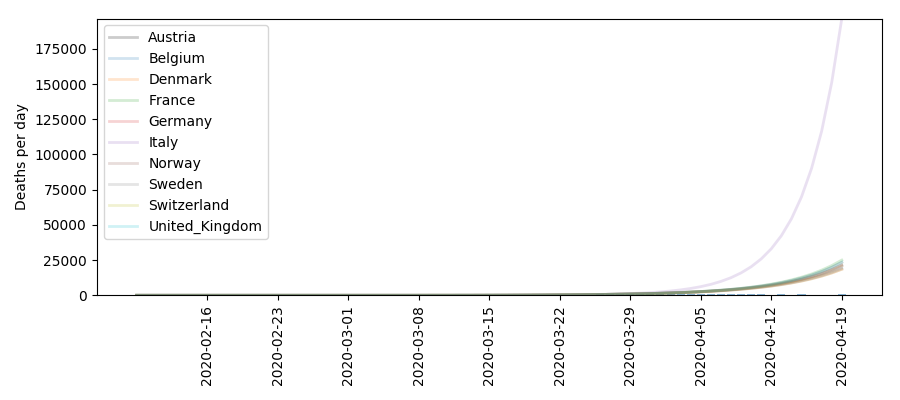 Deaths per day
175000
150000
125000
100000
75000
50000
25000
0
Austria
Belgium
Denmark
France
Germany
Italy
Norway
Sweden
Switzerland
United_Kingdom
2020-02-16
2020-02-23
2020-03-01
2020-03-08
2020-03-15
2020-03-22
2020-03-29
2020-04-05
2020-04-12
2020-04-19